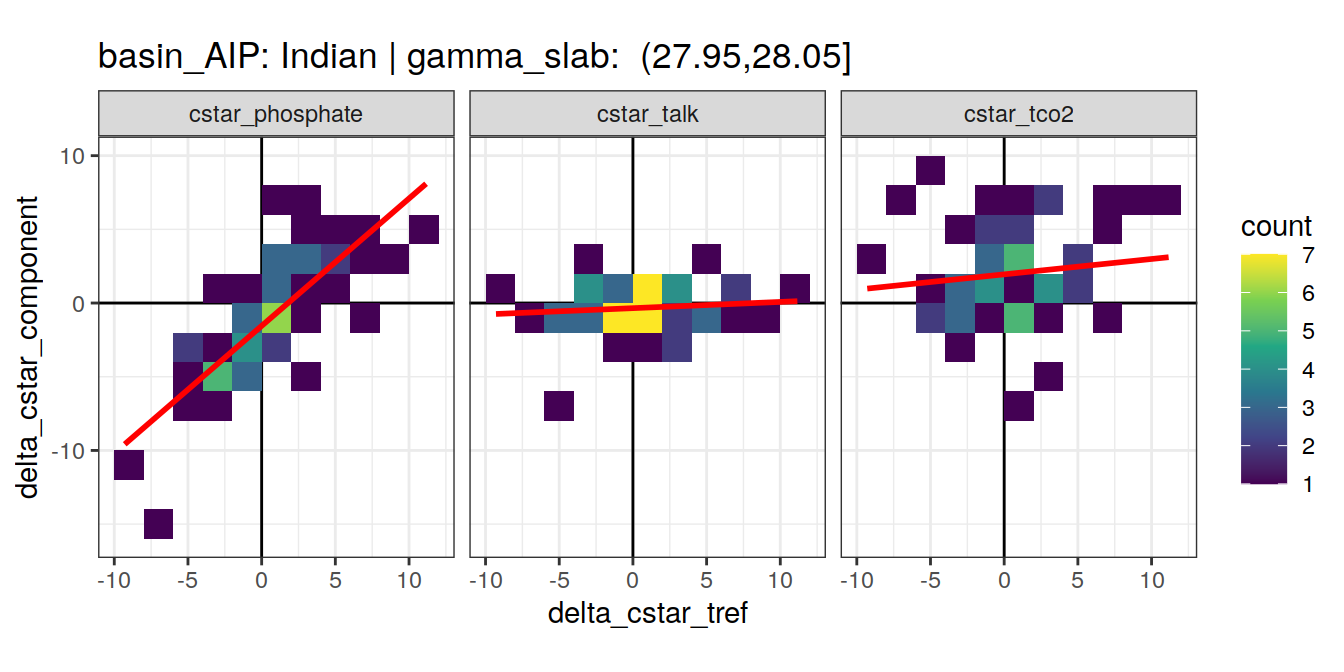 basin_AIP: Indian | gamma_slab:  (27.95,28.05]
cstar_phosphate cstar_talk cstar_tco2
delta_cstar_component
10
0
-10
-10 -5 0 5 10 -10 -5 0 5 10 -10 -5 0 5 10
delta_cstar_tref
count
7
6
5
4
3
2
1